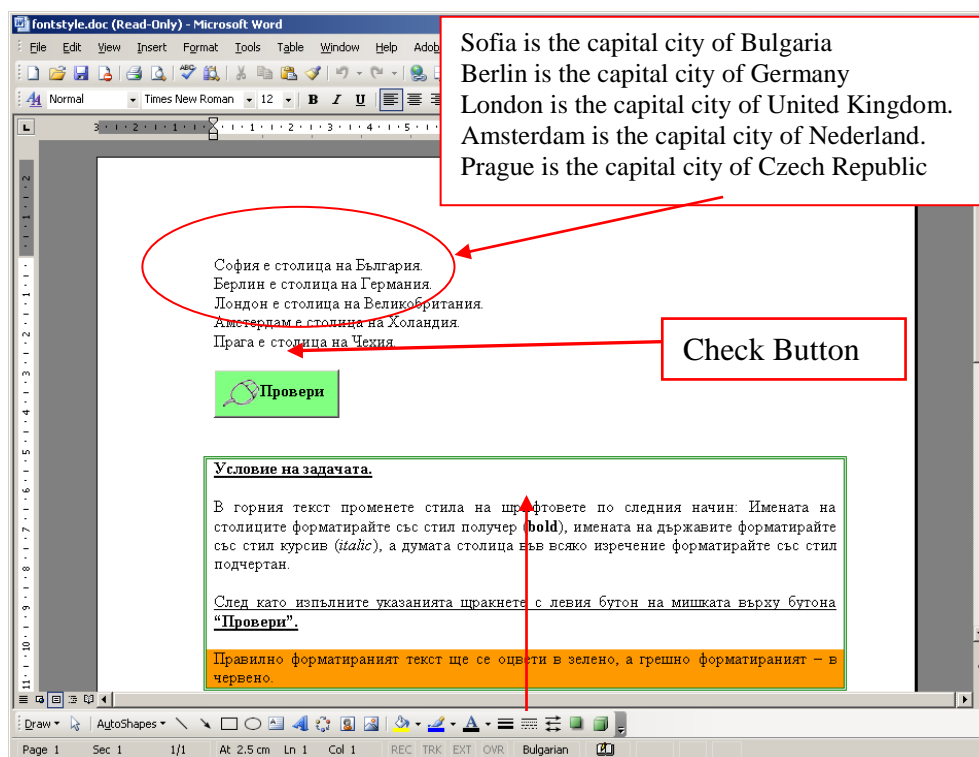 fontstyle.doc (Read-Only) - Microsoft Word
File Edit View Insert Format Tools Table Window Help
Normal Times New Roman 12 B I U
Sofia is the capital city of Bulgaria
Berlin is the capital city of Germany
London is the capital city of United Kingdom.
Amsterdam is the capital city of Nederland.
Prague is the capital city of Czech Republic
София е столица на България.
Берлин е столица на Германия.
Лондон е столица на Великобритания.
Амстердам е столица на Холандия.
Прага е столица на Чехия.
Check Button
Провери
Условие на задачата.
В горния текст променете стила на шрифтовете по следния начин: Имената на
столиците форматирайте със стил получер (bold), имената на държавите форматирайте
със стил курсив (italic), а думата столица във всяко изречение форматирайте със стил
подчертан.
След като изпълните указанията щракнете с левия бутон на мишката върху бутона
“Провери”.
Правилно форматираният текст ще се оцвети в зелено, а грешно форматираният – в
червено.
Draw AutoShapes
Page 1 Sec 1 1/1 At 2.5 cm Ln 1 Col 1 REC TRK EXT OVR Bulgarian